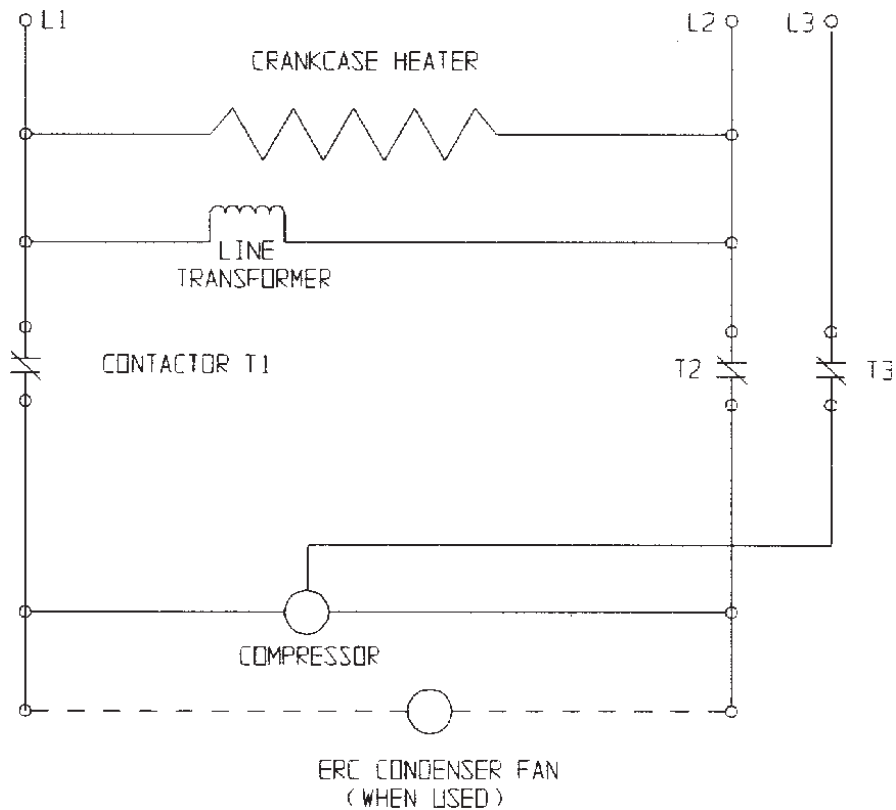 L1
L2
L3
CRANKCASE HEATER
LINE
TRANSFORMER
CONTACTOR T1
T2
T3
COMPRESSOR
ERC CONDENSER FAN
(WHEN USED)